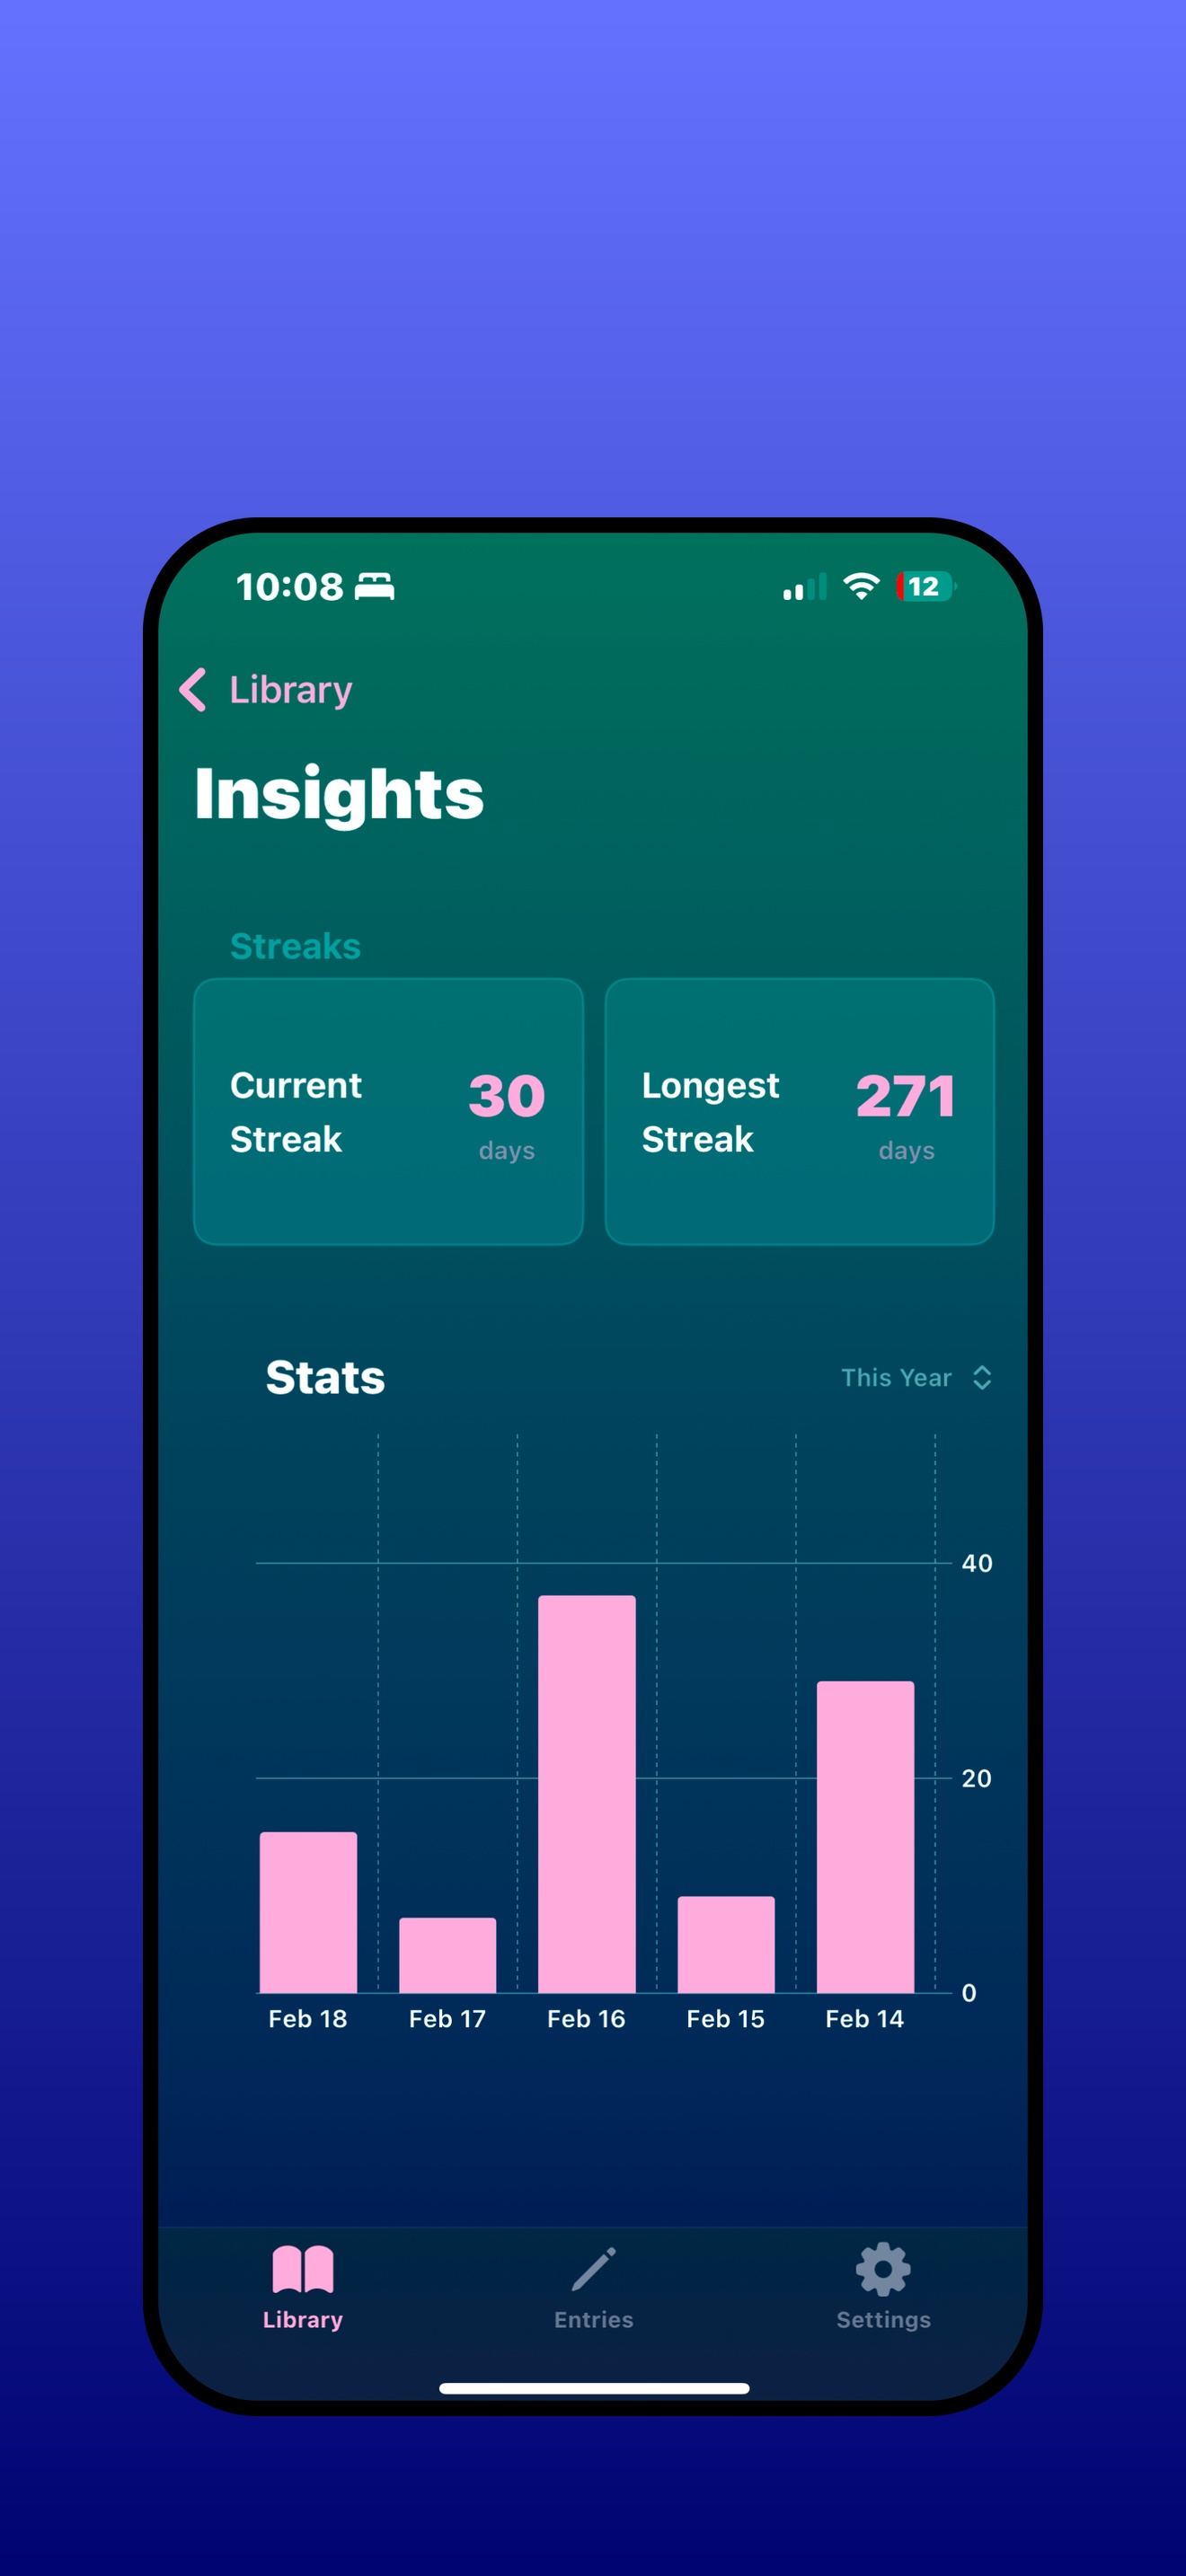 10:08
12
Library
Insights
Streaks
Current
Streak
30
days
Longest
Streak
271
days
Stats
This Year
40
20
0
Feb 18
Feb 17
Feb 16
Feb 15
Feb 14
Library
Entries
Settings